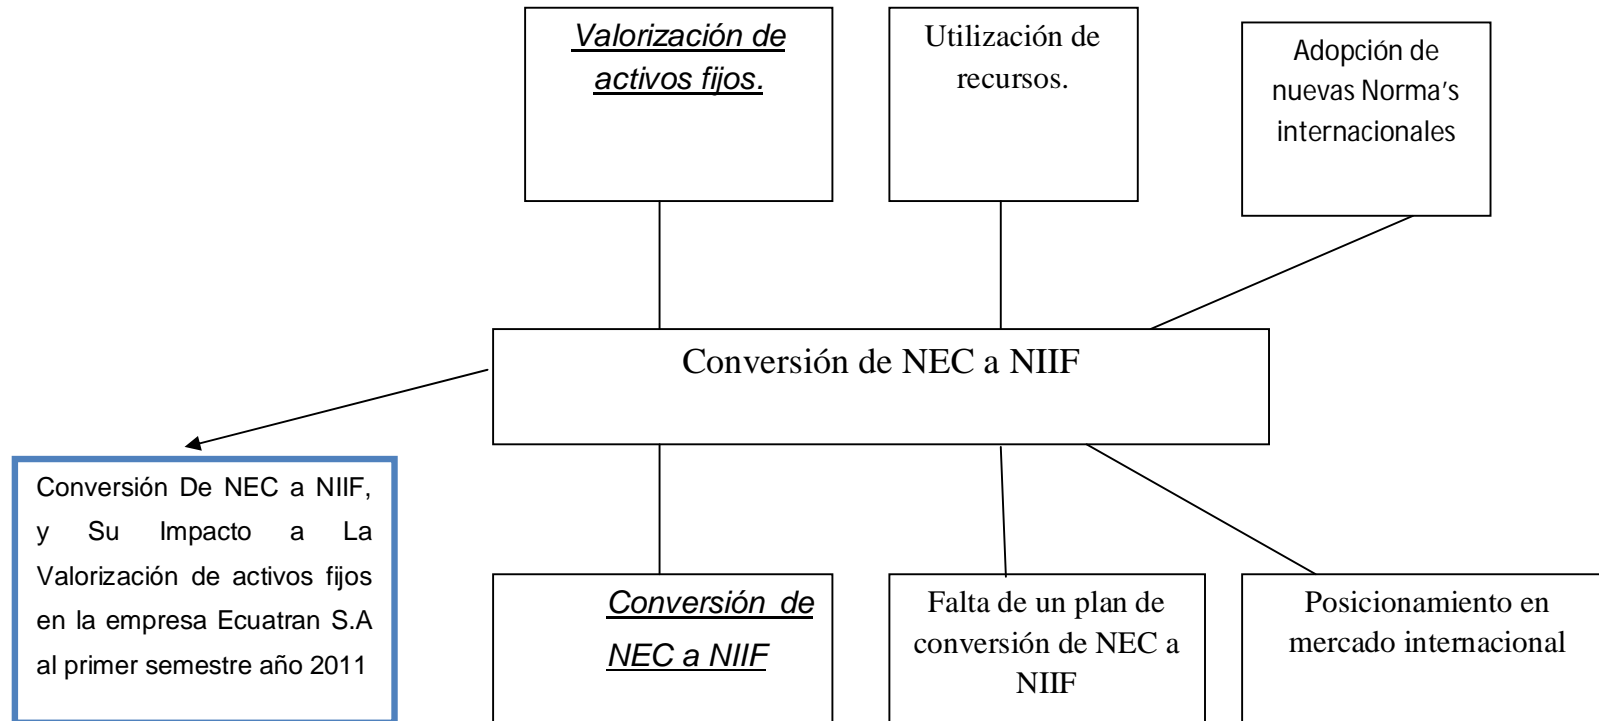 Valorización de
activos fijos.
Utilización de
recursos.
Adopción de
nuevas Norma's
internacionales
Conversión de NEC a NIIF
Conversión De NEC a NIIF,
y Su Impacto a La
Valorización de activos fijos
en la empresa Ecuatran S.A
al primer semestre año 2011
Conversión de
NEC a NIIF
Falta de un plan de
conversión de NEC a
NIIF
Posicionamiento en
mercado internacional